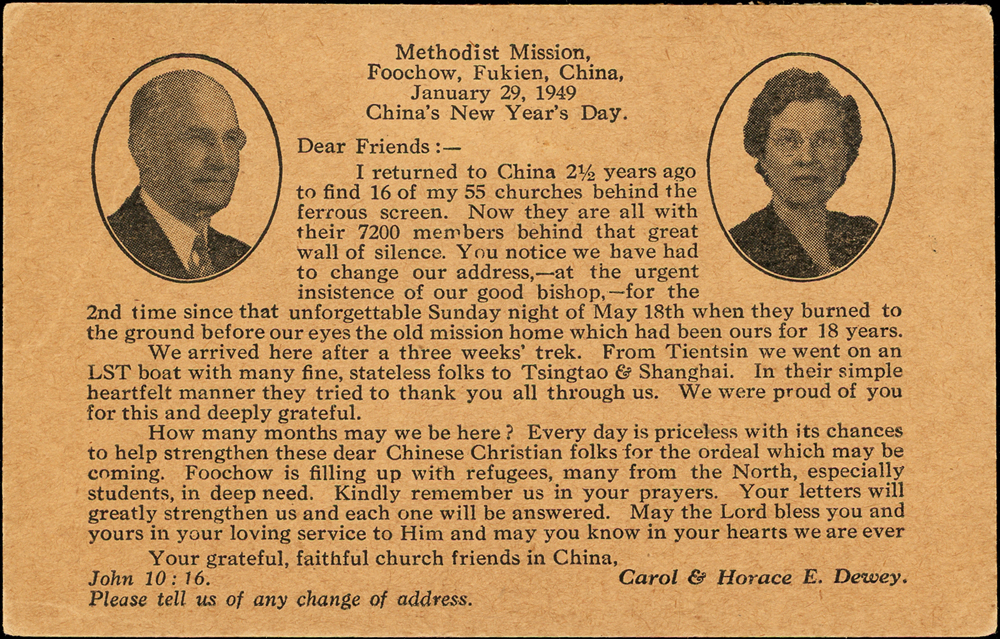 Methodist Mission,
Foochow, Fukien, China,
January 29, 1949
China's New Year's Day.
Dear Friends :—
I returned to China 2½ years ago
to find 16 of my 55 churches behind the
ferrous screen. Now they are all with
their 7200 members behind that great
wall of silence. You notice we have had
to change our address,—at the urgent
insistence of our good bishop,—for the
2nd time since that unforgettable Sunday night of May 18th when they burned to
the ground before our eyes the old mission home which had been ours for 18 years.
We arrived here after a three weeks' trek. From Tientsin we went on an
LST boat with many fine, stateless folks to Tsingtao & Shanghai. In their simple
heartfelt manner they tried to thank you all through us. We were proud of you
for this and deeply grateful.
How many months may we be here ? Every day is priceless with its chances
to help strengthen these dear Chinese Christian folks for the ordeal which may be
coming. Foochow is filling up with refugees, many from the North, especially
students, in deep need. Kindly remember us in your prayers. Your letters will
greatly strengthen us and each one will be answered. May the Lord bless you and
yours in your loving service to Him and may you know in your hearts we are ever
Your grateful, faithful church friends in China,
John 10 : 16. Carol & Horace E. Dewey.
Please tell us of any change of address.